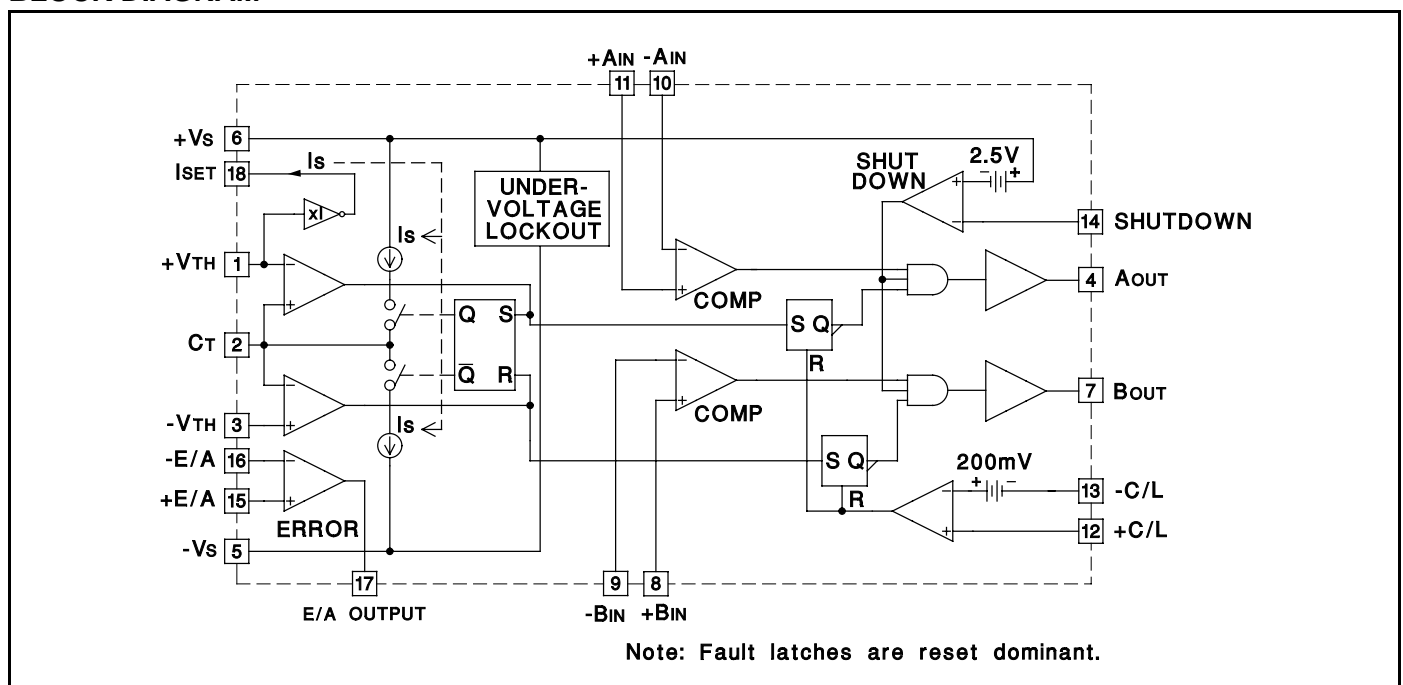 +AIN -AIN
11 10
+VS 6
ISET 18
IS
xI
UNDER-
VOLTAGE
LOCKOUT
SHUT
DOWN
2.5V
- +
+
-
14 SHUTDOWN
+VTH 1
-
+
IS
-
+
COMP
4 AOUT
CT 2
Q S
Q̅ R
S Q
R
-
+
COMP
7 BOUT
-
+
-VTH 3
IS
-E/A 16
+E/A 15
-
+
ERROR
S Q
R
200mV
+ -
-
+
13 -C/L
12 +C/L
-VS 5
17
E/A OUTPUT
9 8
-BIN +BIN
Note: Fault latches are reset dominant.